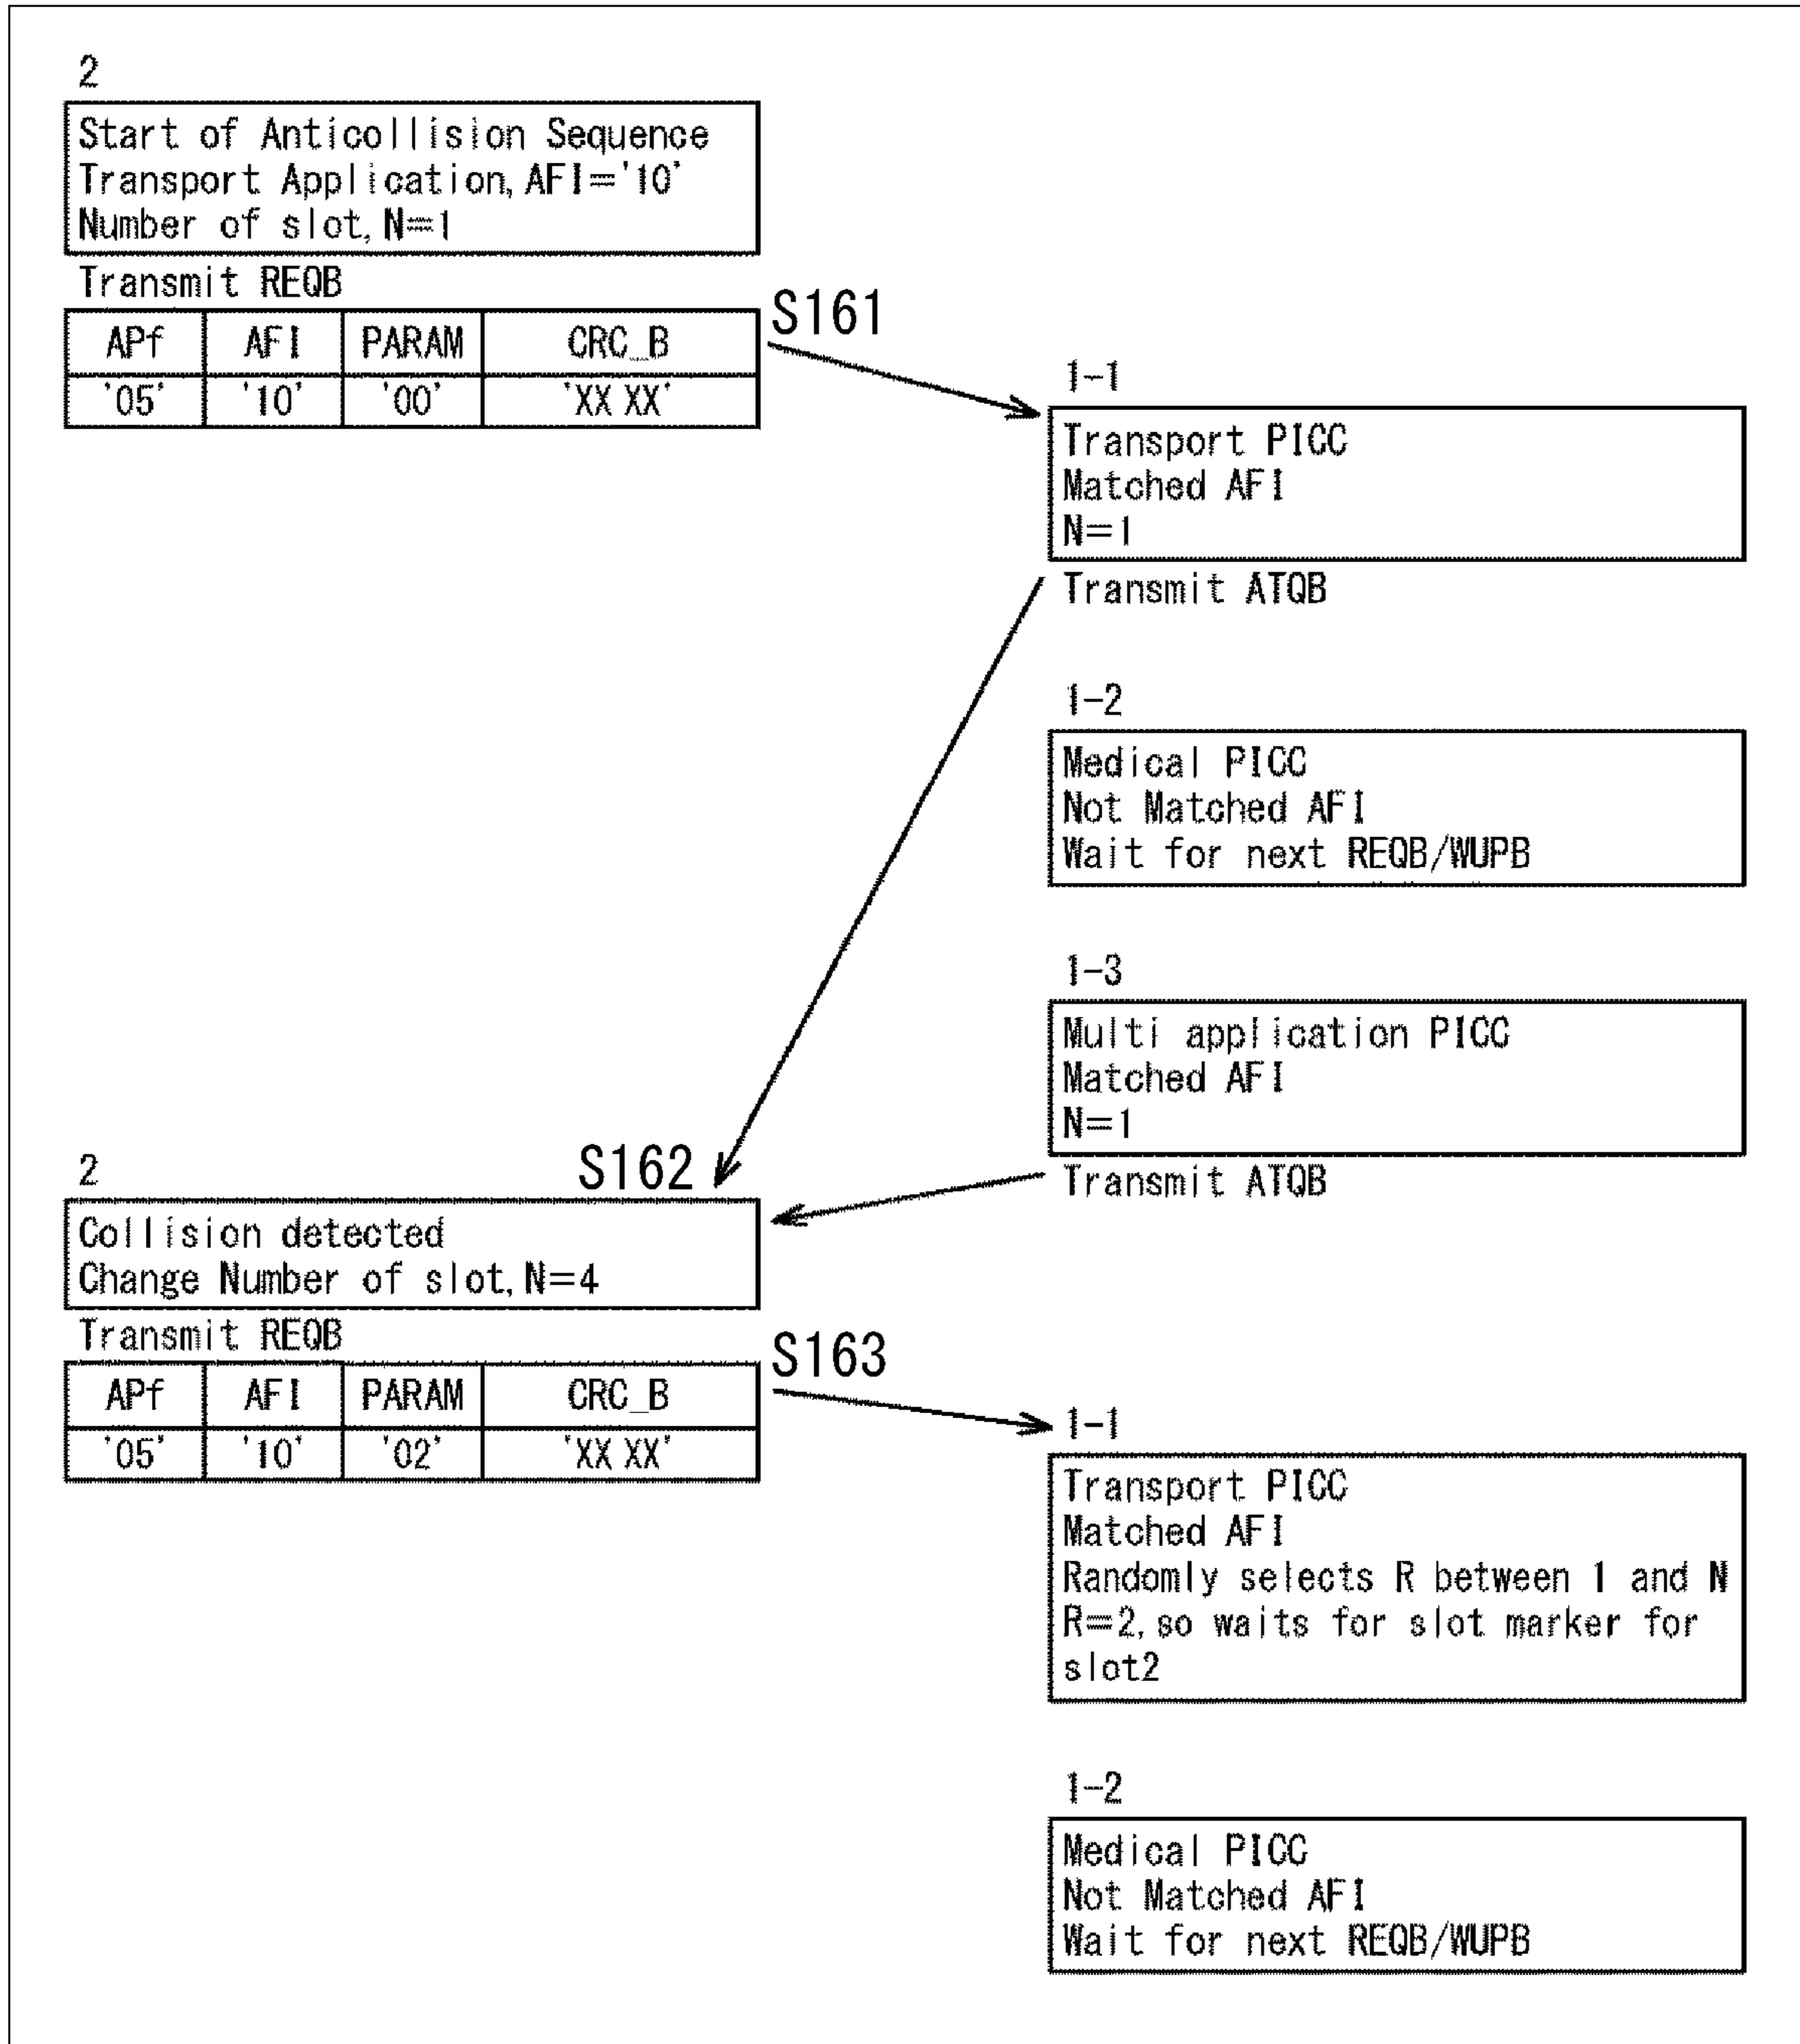 2
Start of Anticollision Sequence
Transport Application, AFI='10'
Number of slot, N=1
Transmit REQB
APf AFI PARAM CRC_B
'05' '10' '00' 'XX XX'
S161
1-1
Transport PICC
Matched AFI
N=1
Transmit ATQB
1-2
Medical PICC
Not Matched AFI
Wait for next REQB/WUPB
1-3
Multi application PICC
Matched AFI
N=1
Transmit ATQB
S162
2
Collision detected
Change Number of slot, N=4
Transmit REQB
APf AFI PARAM CRC_B
'05' '10' '02' 'XX XX'
S163
1-1
Transport PICC
Matched AFI
Randomly selects R between 1 and N
R=2, so waits for slot marker for
slot2
1-2
Medical PICC
Not Matched AFI
Wait for next REQB/WUPB